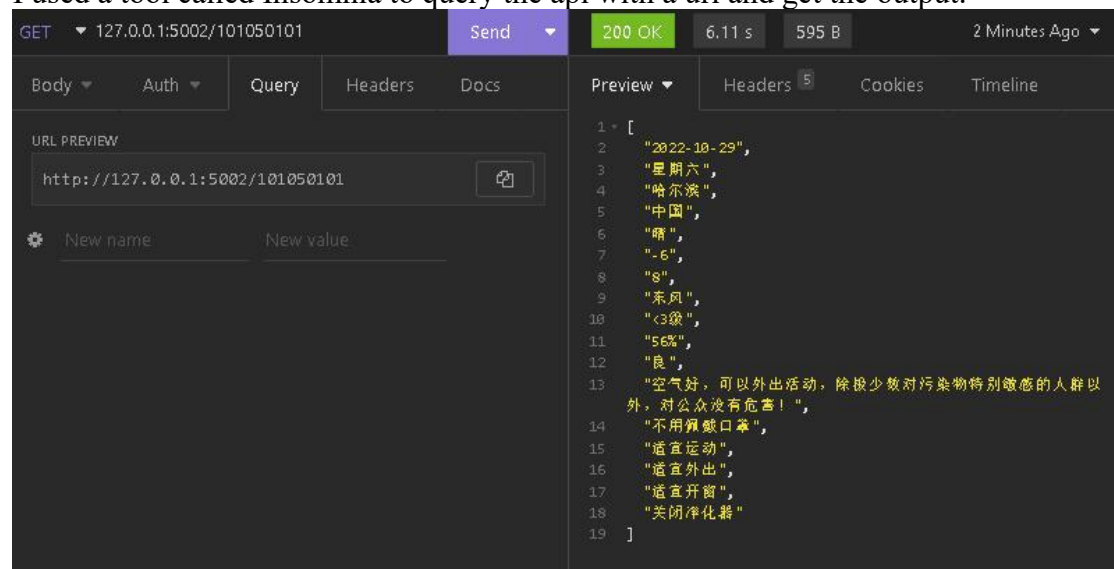 I used a tool called Insomnia to query the api with a url and get the output.
GET 127.0.0.1:5002/101050101 Send
200 OK 6.11 s 595 B 2 Minutes Ago
Body Auth Query Headers Docs
Preview Headers 5 Cookies Timeline
URL PREVIEW
http://127.0.0.1:5002/101050101
New name New value
1 [
2 "2022-10-29",
3 "星期六",
4 "哈尔滨",
5 "中国",
6 "晴",
7 "-6",
8 "8",
9 "东风",
10 "<3级",
11 "56%",
12 "良",
13 "空气好，可以外出活动，除极少数对污染物特别敏感的人群以
外，对公众没有危害！",
14 "不用佩戴口罩",
15 "适宜运动",
16 "适宜外出",
17 "适宜开窗",
18 "关闭净化器"
19 ]